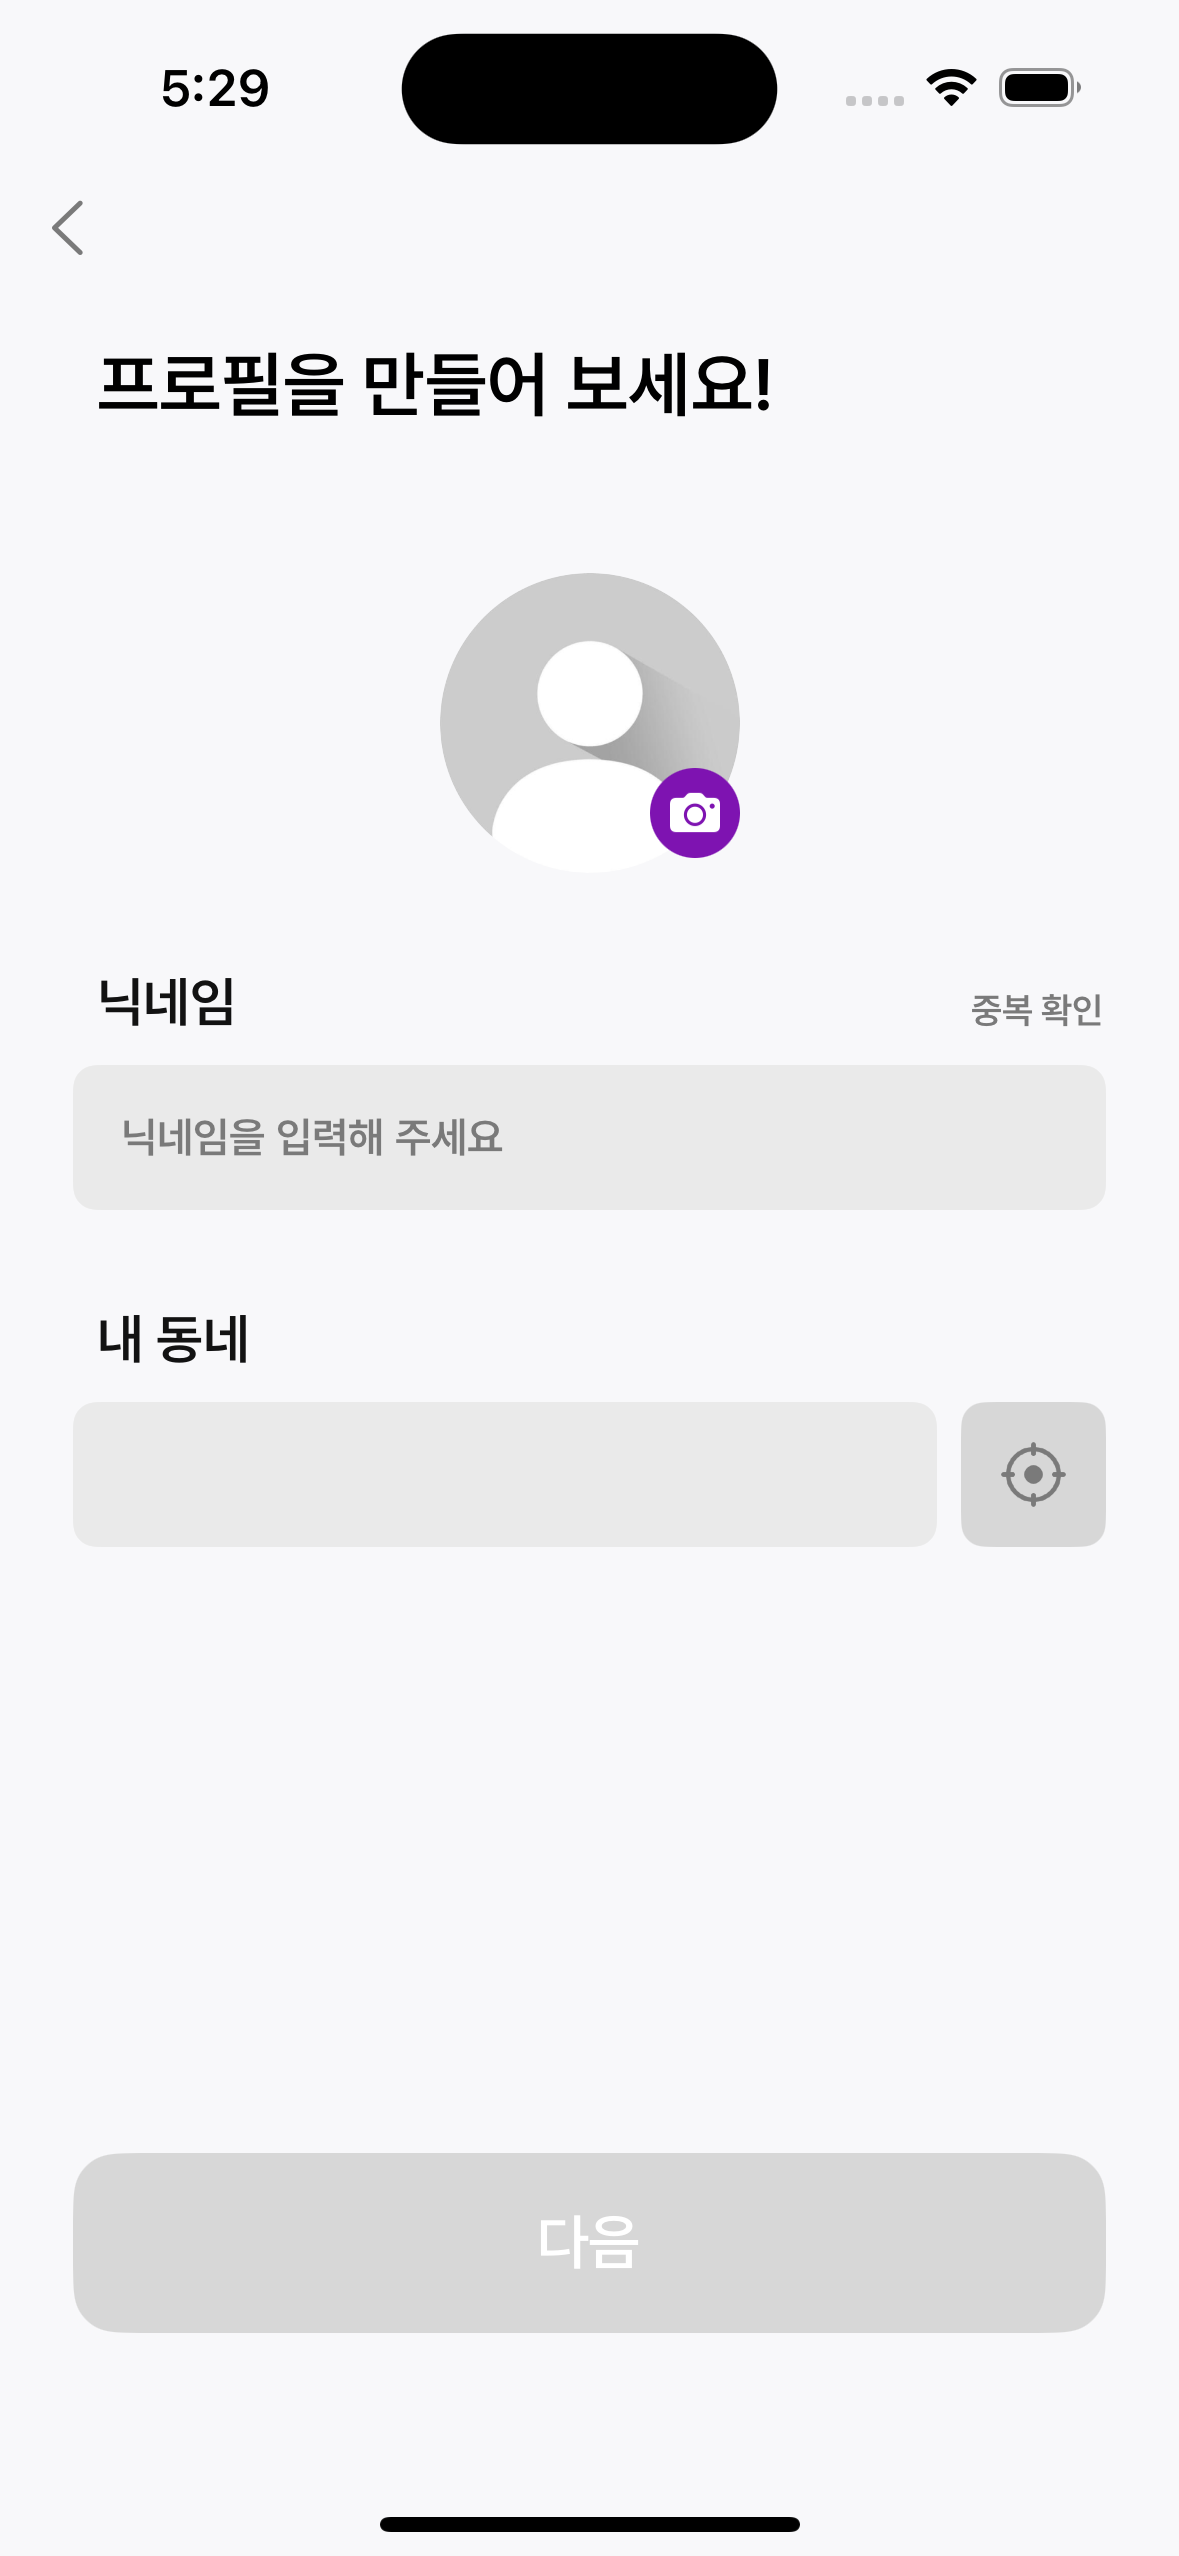 5:29
프로필을 만들어 보세요!
닉네임
중복 확인
닉네임을 입력해 주세요
내 동네
다음